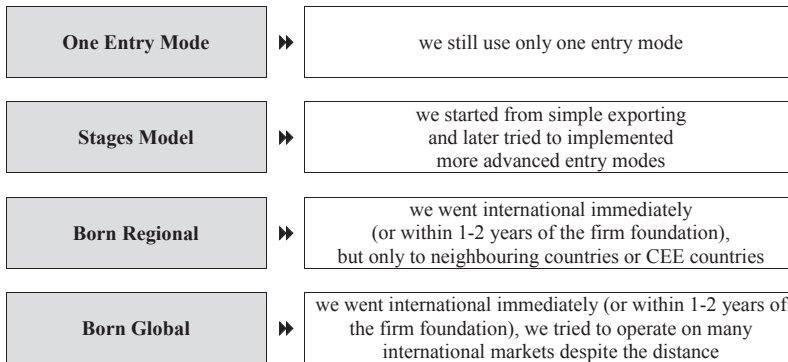 One Entry Mode
we still use only one entry mode
Stages Model
we started from simple exporting
and later tried to implemented
more advanced entry modes
Born Regional
we went international immediately
(or within 1-2 years of the firm foundation),
but only to neighbouring countries or CEE countries
Born Global
we went international immediately (or within 1-2 years of
the firm foundation), we tried to operate on many
international markets despite the distance